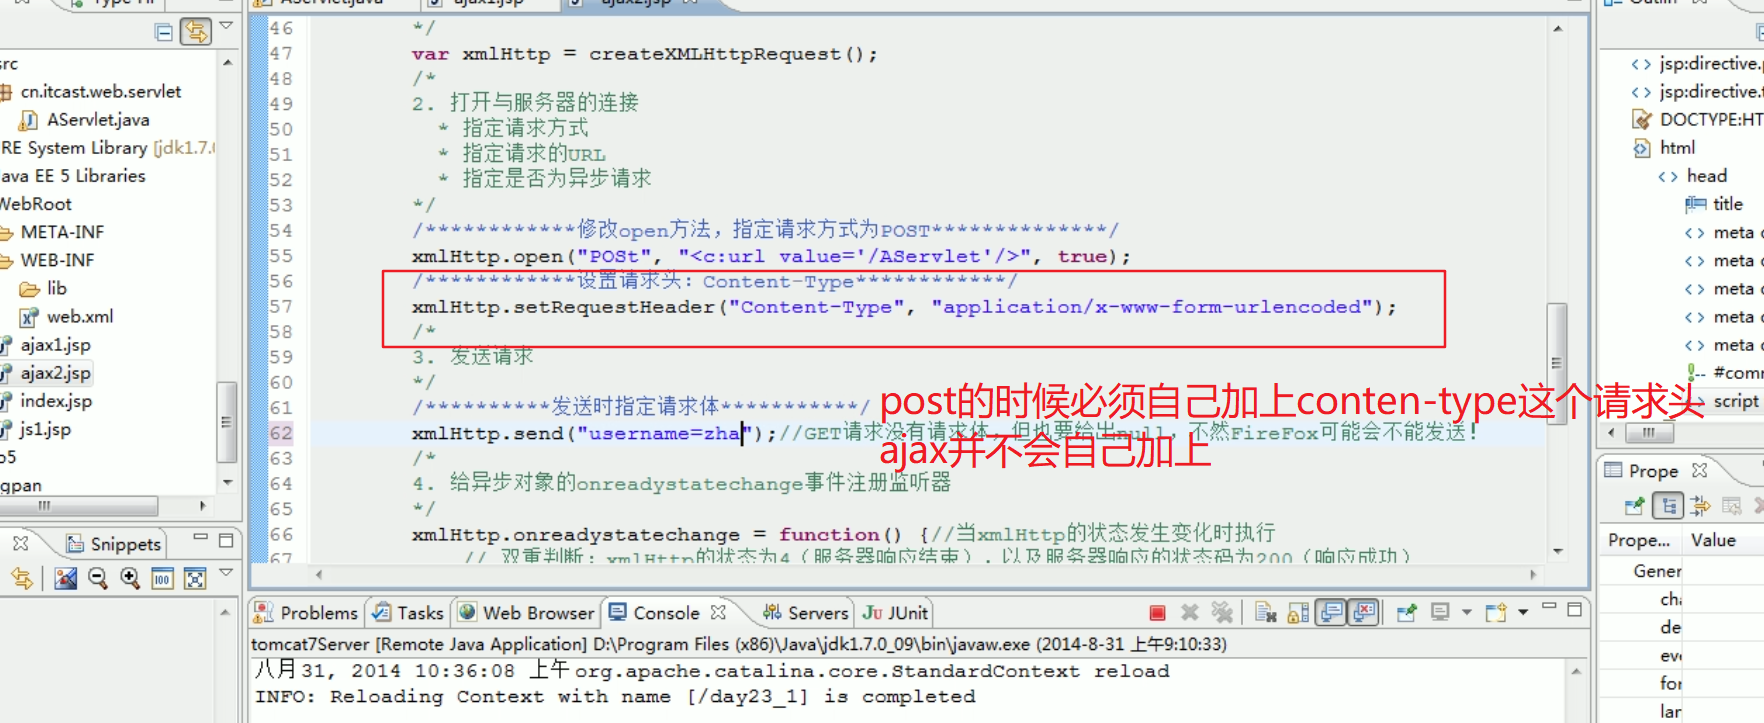 AServlet.java
ajax1.jsp
ajax2.jsp
src
cn.itcast.web.servlet
AServlet.java
RE System Library [jdk1.7.0
ava EE 5 Libraries
WebRoot
META-INF
WEB-INF
lib
web.xml
ajax1.jsp
ajax2.jsp
index.jsp
js1.jsp
o5
gpan
46 */
47 var xmlHttp = createXMLHttpRequest();
48 /*
49 2. 打开与服务器的连接
50 * 指定请求方式
51 * 指定请求的URL
52 * 指定是否为异步请求
53 */
54 /************修改open方法，指定请求方式为POST**************/
55 xmlHttp.open("POSt", "<c:url value='/AServlet'/>", true);
56 /************设置请求头：Content-Type************/
57 xmlHttp.setRequestHeader("Content-Type", "application/x-www-form-urlencoded");
58 /*
59 3. 发送请求
60 */
61 /**********发送时指定请求体***********/
62 xmlHttp.send("username=zha");//GET请求没有请求体，但也要给出null，不然FireFox可能会不能发送！
63 /*
64 4. 给异步对象的onreadystatechange事件注册监听器
65 */
66 xmlHttp.onreadystatechange = function() {//当xmlHttp的状态发生变化时执行
67 // 双重判断：xmlHttp的状态为4（服务器响应结束），以及服务器响应的状态码为200（响应成功）
post的时候必须自己加上conten-type这个请求头
ajax并不会自己加上
jsp:directive.p
jsp:directive.t
DOCTYPE:HT
html
head
title
meta c
meta c
meta c
meta c
meta c
#comm
script
Prope
Prope... Value
Gener
cha
de
eve
for
lan
Snippets
Problems Tasks Web Browser Console Servers JUnit
tomcat7Server [Remote Java Application] D:\Program Files (x86)\Java\jdk1.7.0_09\bin\javaw.exe (2014-8-31 上午9:10:33)
八月 31, 2014 10:36:08 上午 org.apache.catalina.core.StandardContext reload
INFO: Reloading Context with name [/day23_1] is completed